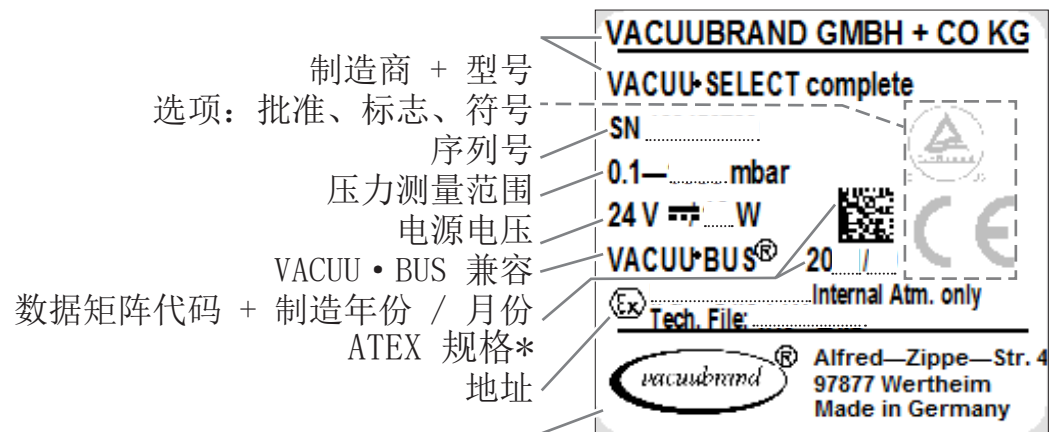 制造商 + 型号
选项：批准、标志、符号
序列号
压力测量范围
电源电压
VACUU•BUS 兼容
数据矩阵代码 + 制造年份 / 月份
ATEX 规格*
地址
VACUUBRAND GMBH + CO KG
VACUU•SELECT complete
SN
0.1— mbar
24 V W
VACUU•BUS® 20 /
Ex Internal Atm. only
Tech. File:
vacuubrand ®
Alfred—Zippe—Str. 4
97877 Wertheim
Made in Germany
CE